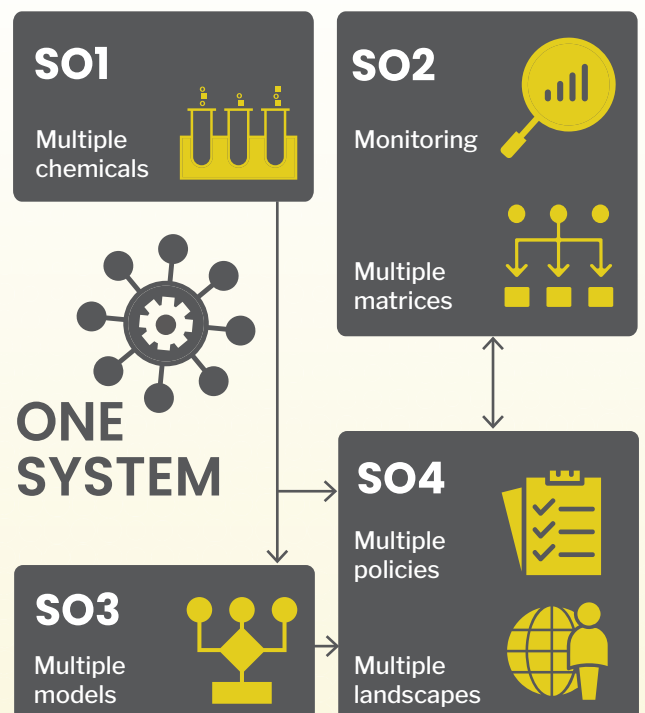 SO1
Multiple
chemicals
SO2
Monitoring
Multiple
matrices
ONE
SYSTEM
SO3
Multiple
models
SO4
Multiple
policies
Multiple
landscapes